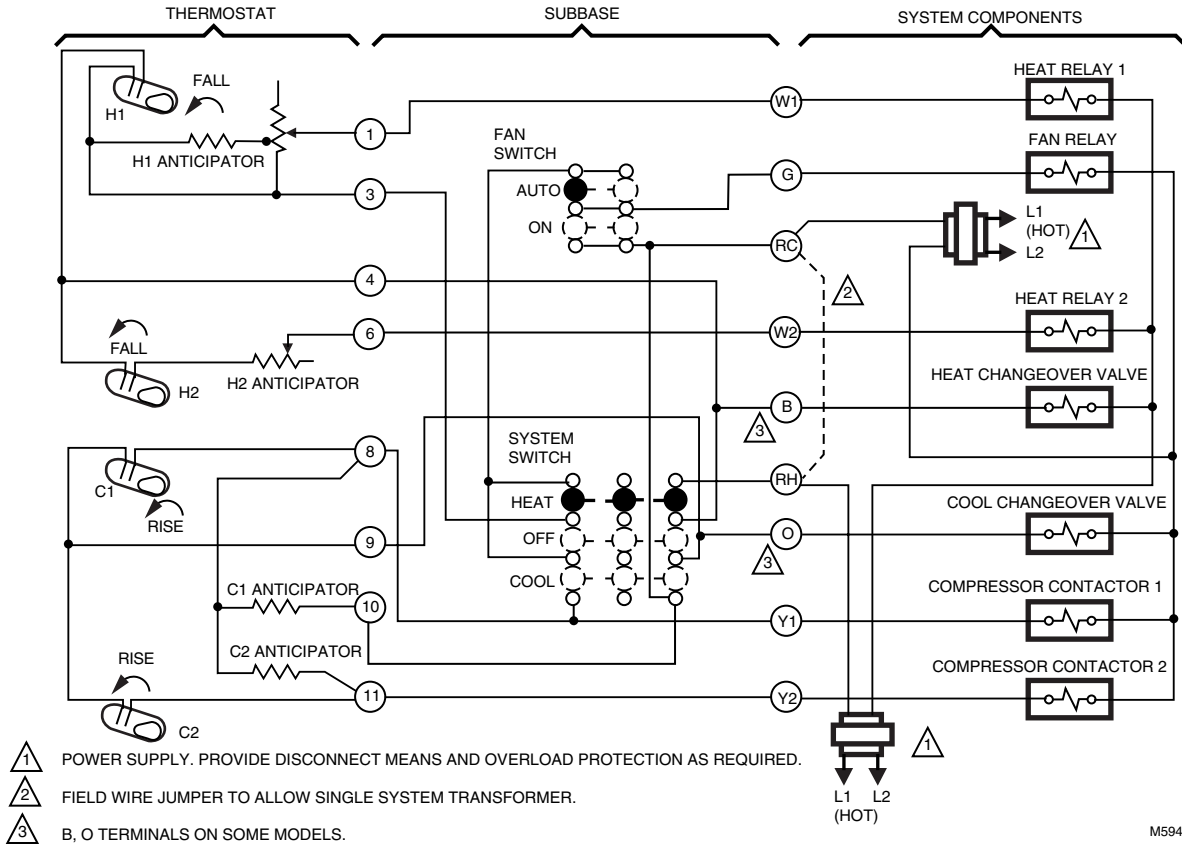 THERMOSTAT
SUBBASE
SYSTEM COMPONENTS
HEAT RELAY 1
H1
FALL
H1 ANTICIPATOR
1
W1
FAN
SWITCH
AUTO
ON
FAN RELAY
3
G
RC
L1
(HOT)
L2
1
2
4
HEAT RELAY 2
6
W2
FALL
H2
H2 ANTICIPATOR
HEAT CHANGEOVER VALVE
B
3
SYSTEM
SWITCH
8
RH
C1
RISE
HEAT
OFF
COOL
COOL CHANGEOVER VALVE
9
O
3
C1 ANTICIPATOR
10
COMPRESSOR CONTACTOR 1
Y1
C2 ANTICIPATOR
RISE
11
COMPRESSOR CONTACTOR 2
Y2
C2
1
L1
(HOT)
L2
1 POWER SUPPLY. PROVIDE DISCONNECT MEANS AND OVERLOAD PROTECTION AS REQUIRED.
2 FIELD WIRE JUMPER TO ALLOW SINGLE SYSTEM TRANSFORMER.
3 B, O TERMINALS ON SOME MODELS.
M594